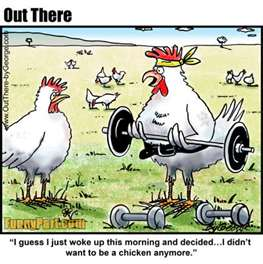 Out There
www.OutThere-byGeorge.com
FunnyPart.com
"I guess I just woke up this morning and decided...I didn't
want to be a chicken anymore."